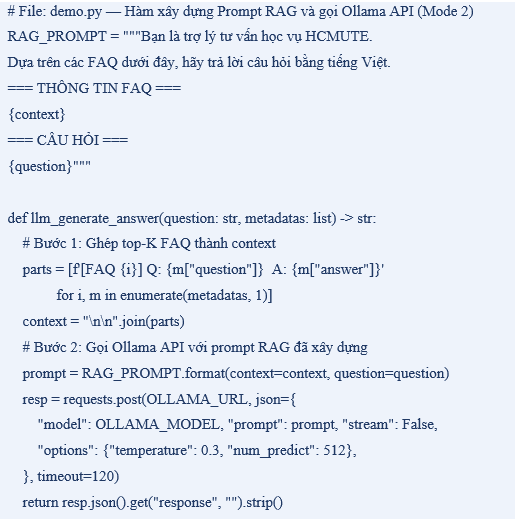 # File: demo.py — Hàm xây dựng Prompt RAG và gọi Ollama API (Mode 2)
RAG_PROMPT = """Bạn là trợ lý tư vấn học vụ HCMUTE.
Dựa trên các FAQ dưới đây, hãy trả lời câu hỏi bằng tiếng Việt.
=== THÔNG TIN FAQ ===
{context}
=== CÂU HỎI ===
{question}"""
def llm_generate_answer(question: str, metadatas: list) -> str:
# Bước 1: Ghép top-K FAQ thành context
parts = [f'[FAQ {i}] Q: {m["question"]}  A: {m["answer"]}'
for i, m in enumerate(metadatas, 1)]
context = "\n\n".join(parts)
# Bước 2: Gọi Ollama API với prompt RAG đã xây dựng
prompt = RAG_PROMPT.format(context=context, question=question)
resp = requests.post(OLLAMA_URL, json={
"model": OLLAMA_MODEL, "prompt": prompt, "stream": False,
"options": {"temperature": 0.3, "num_predict": 512},
}, timeout=120)
return resp.json().get("response", "").strip()